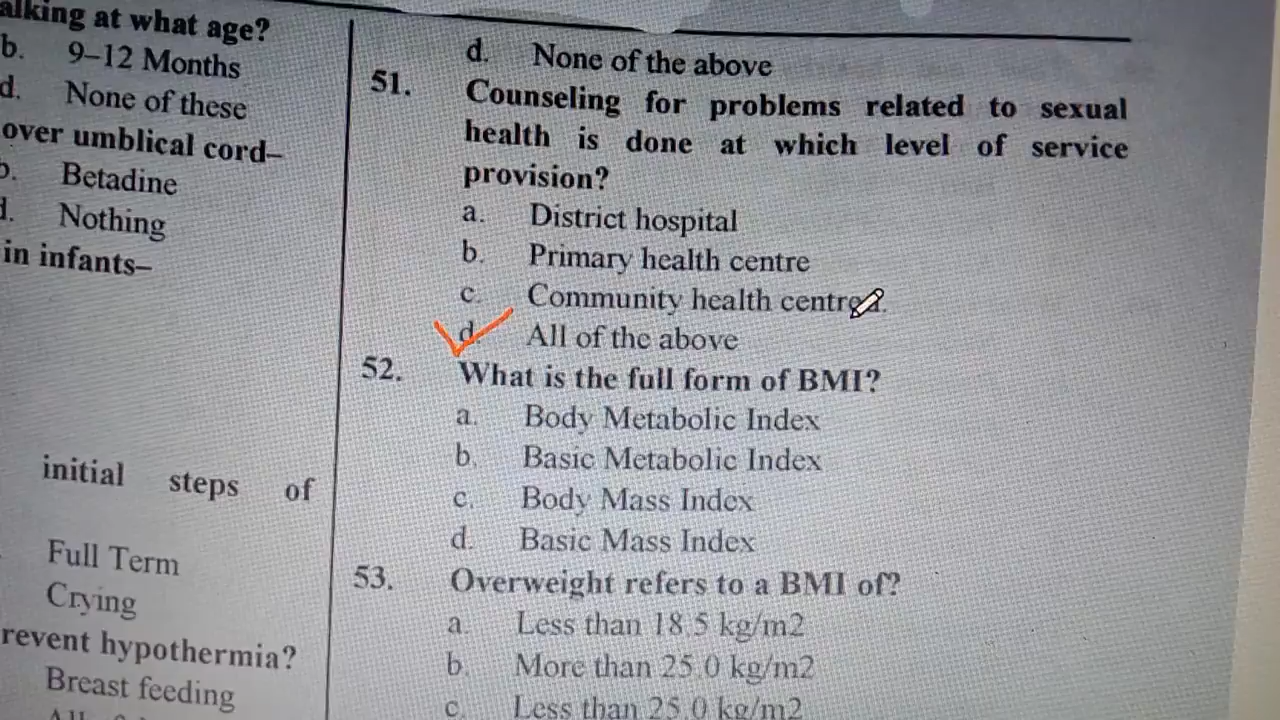 alking at what age?
b. 9–12 Months
d. None of these
over umblical cord–
Betadine
Nothing
in infants–
initial steps of
Full Term
Crying
revent hypothermia?
Breast feeding
d. None of the above
51. Counseling for problems related to sexual
health is done at which level of service
provision?
a. District hospital
b. Primary health centre
c. Community health centre
d. All of the above
52. What is the full form of BMI?
a. Body Metabolic Index
b. Basic Metabolic Index
c. Body Mass Index
d. Basic Mass Index
53. Overweight refers to a BMI of?
a. Less than 18.5 kg/m2
b. More than 25.0 kg/m2
c. Less than 25.0 kg/m2